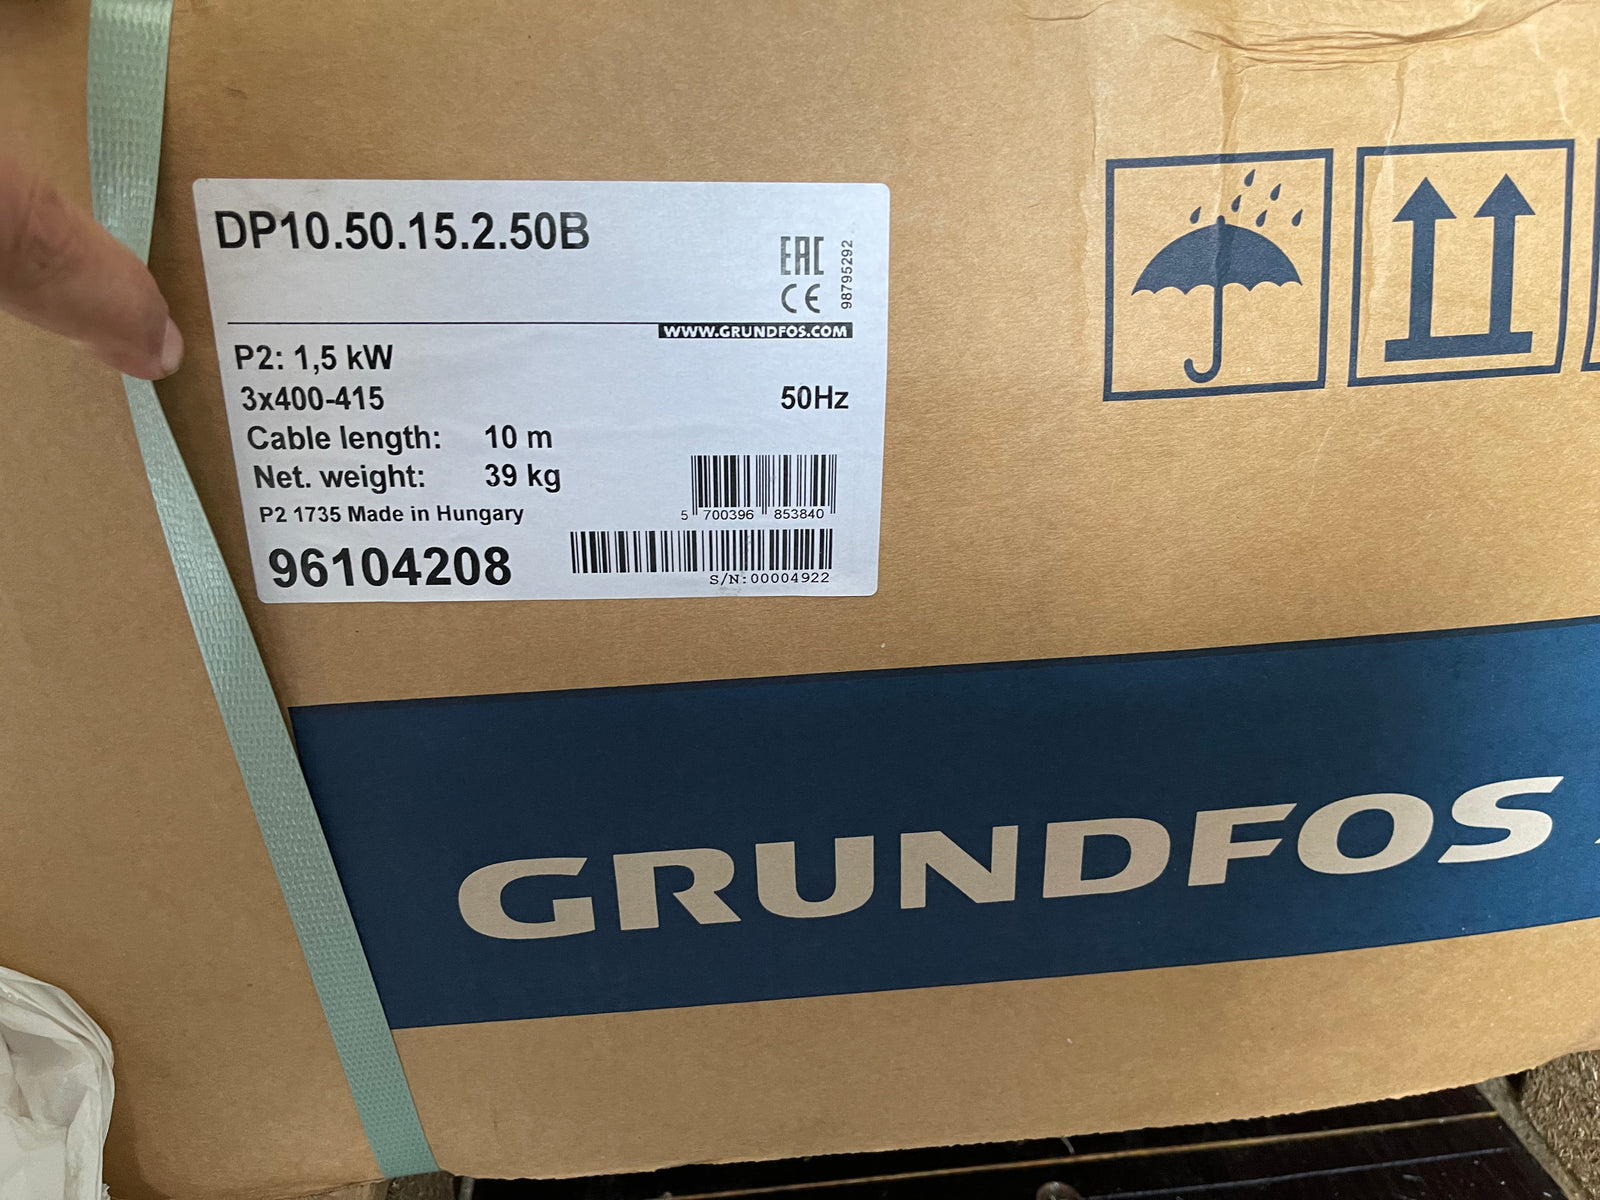 DP10.50.15.2.50B
EAC
CE
98795292
WWW.GRUNDFOS.COM
P2: 1,5 kW
3x400-415 50Hz
Cable length: 10 m
Net. weight: 39 kg
P2 1735 Made in Hungary
5 700396 853840
96104208
S/N:00004922
GRUNDFOS